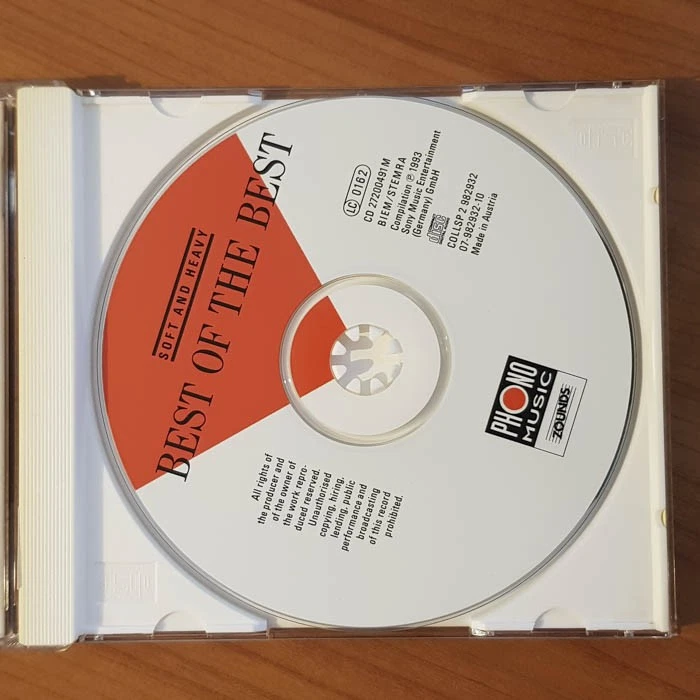 SOFT AND HEAVY
BEST OF THE BEST
LC 0162
CD 27200491 M
BIEM/STEMRA
Compilation ℗ 1993
Sony Music Entertainment
(Germany) GmbH
disc
COLLSP 2 982932
07-982932-10
Made in Austria
PHONO
MUSIC
ZOUNDS
All rights of
the producer and
of the owner of
the work repro-
duced reserved.
Unauthorised
copying, hiring,
lending, public
performance and
broadcasting
of this record
prohibited.